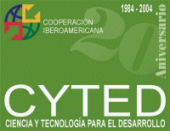 COOPERACIÓN
IBEROAMERICANA
1984 - 2004
20 Aniversario
CYTED
CIENCIA Y TECNOLOGÍA PARA EL DESARROLLO